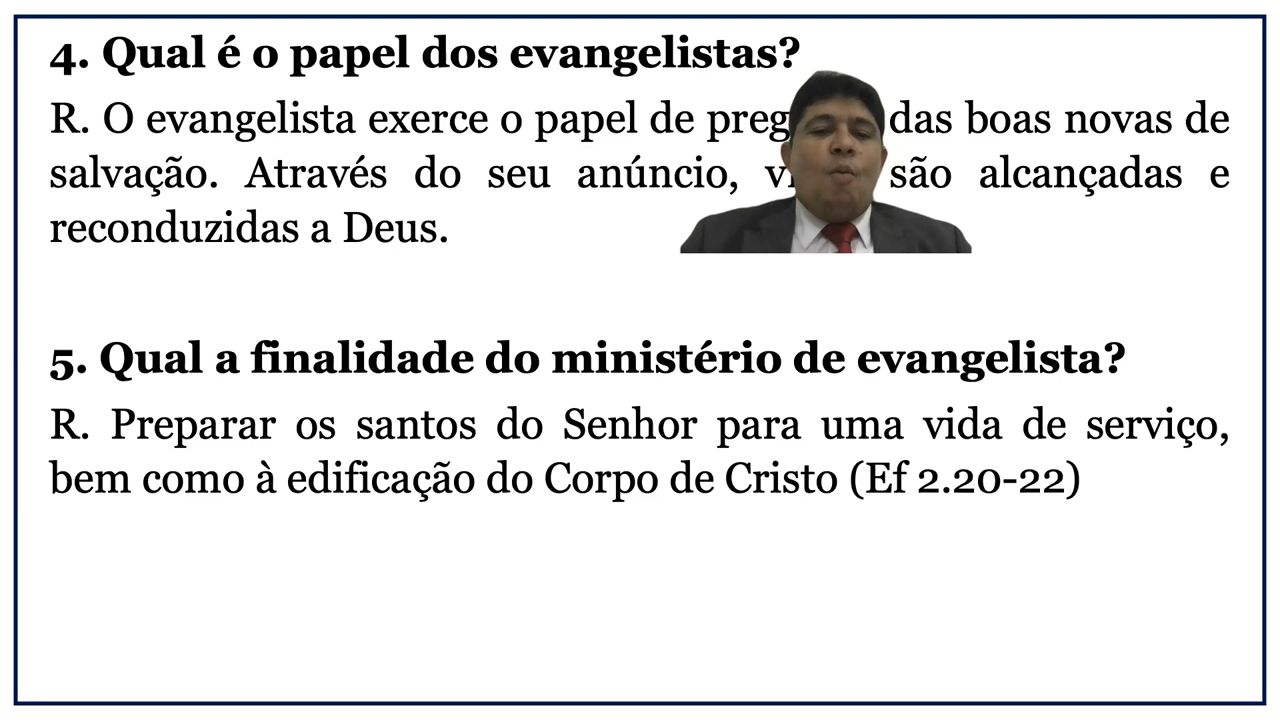 4. Qual é o papel dos evangelistas?
R. O evangelista exerce o papel de das boas novas de
salvação. Através do seu anúncio, são alcançadas e
reconduzidas a Deus.
5. Qual a finalidade do ministério de evangelista?
R. Preparar os santos do Senhor para uma vida de serviço,
bem como à edificação do Corpo de Cristo (Ef 2.20-22)